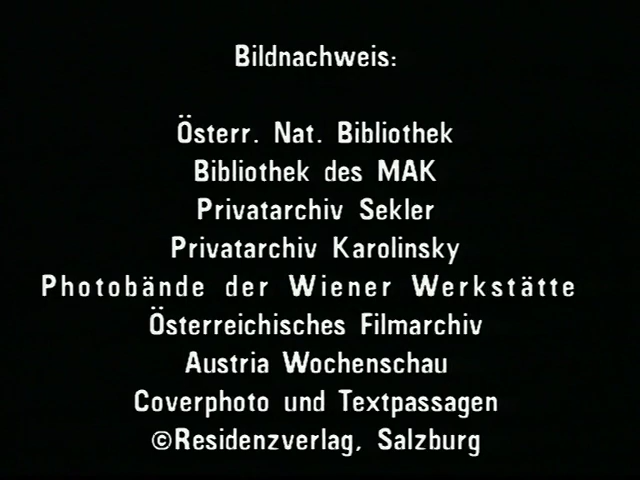 Bildnachweis:
Österr. Nat. Bibliothek
Bibliothek des MAK
Privatarchiv Sekler
Privatarchiv Karolinsky
Photobände der Wiener Werkstätte
Österreichisches Filmarchiv
Austria Wochenschau
Coverphoto und Textpassagen
©Residenzverlag, Salzburg